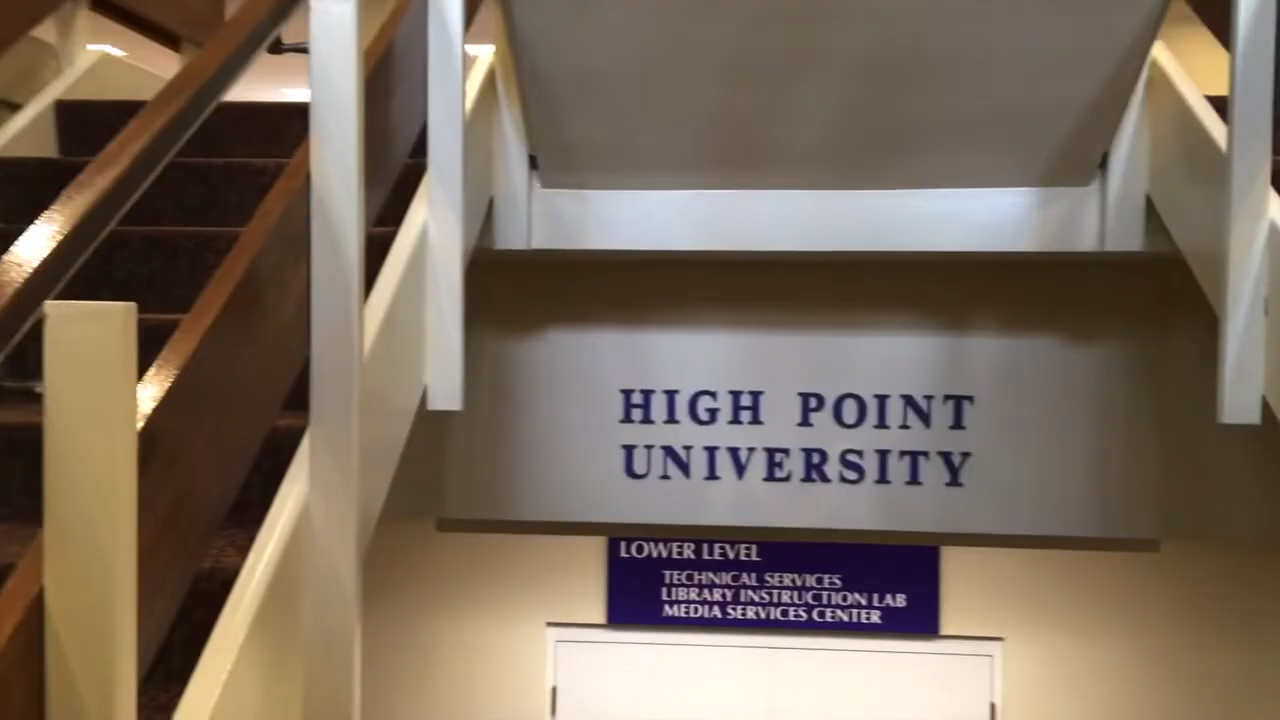 HIGH POINT
UNIVERSITY
LOWER LEVEL
TECHNICAL SERVICES
LIBRARY INSTRUCTION LAB
MEDIA SERVICES CENTER